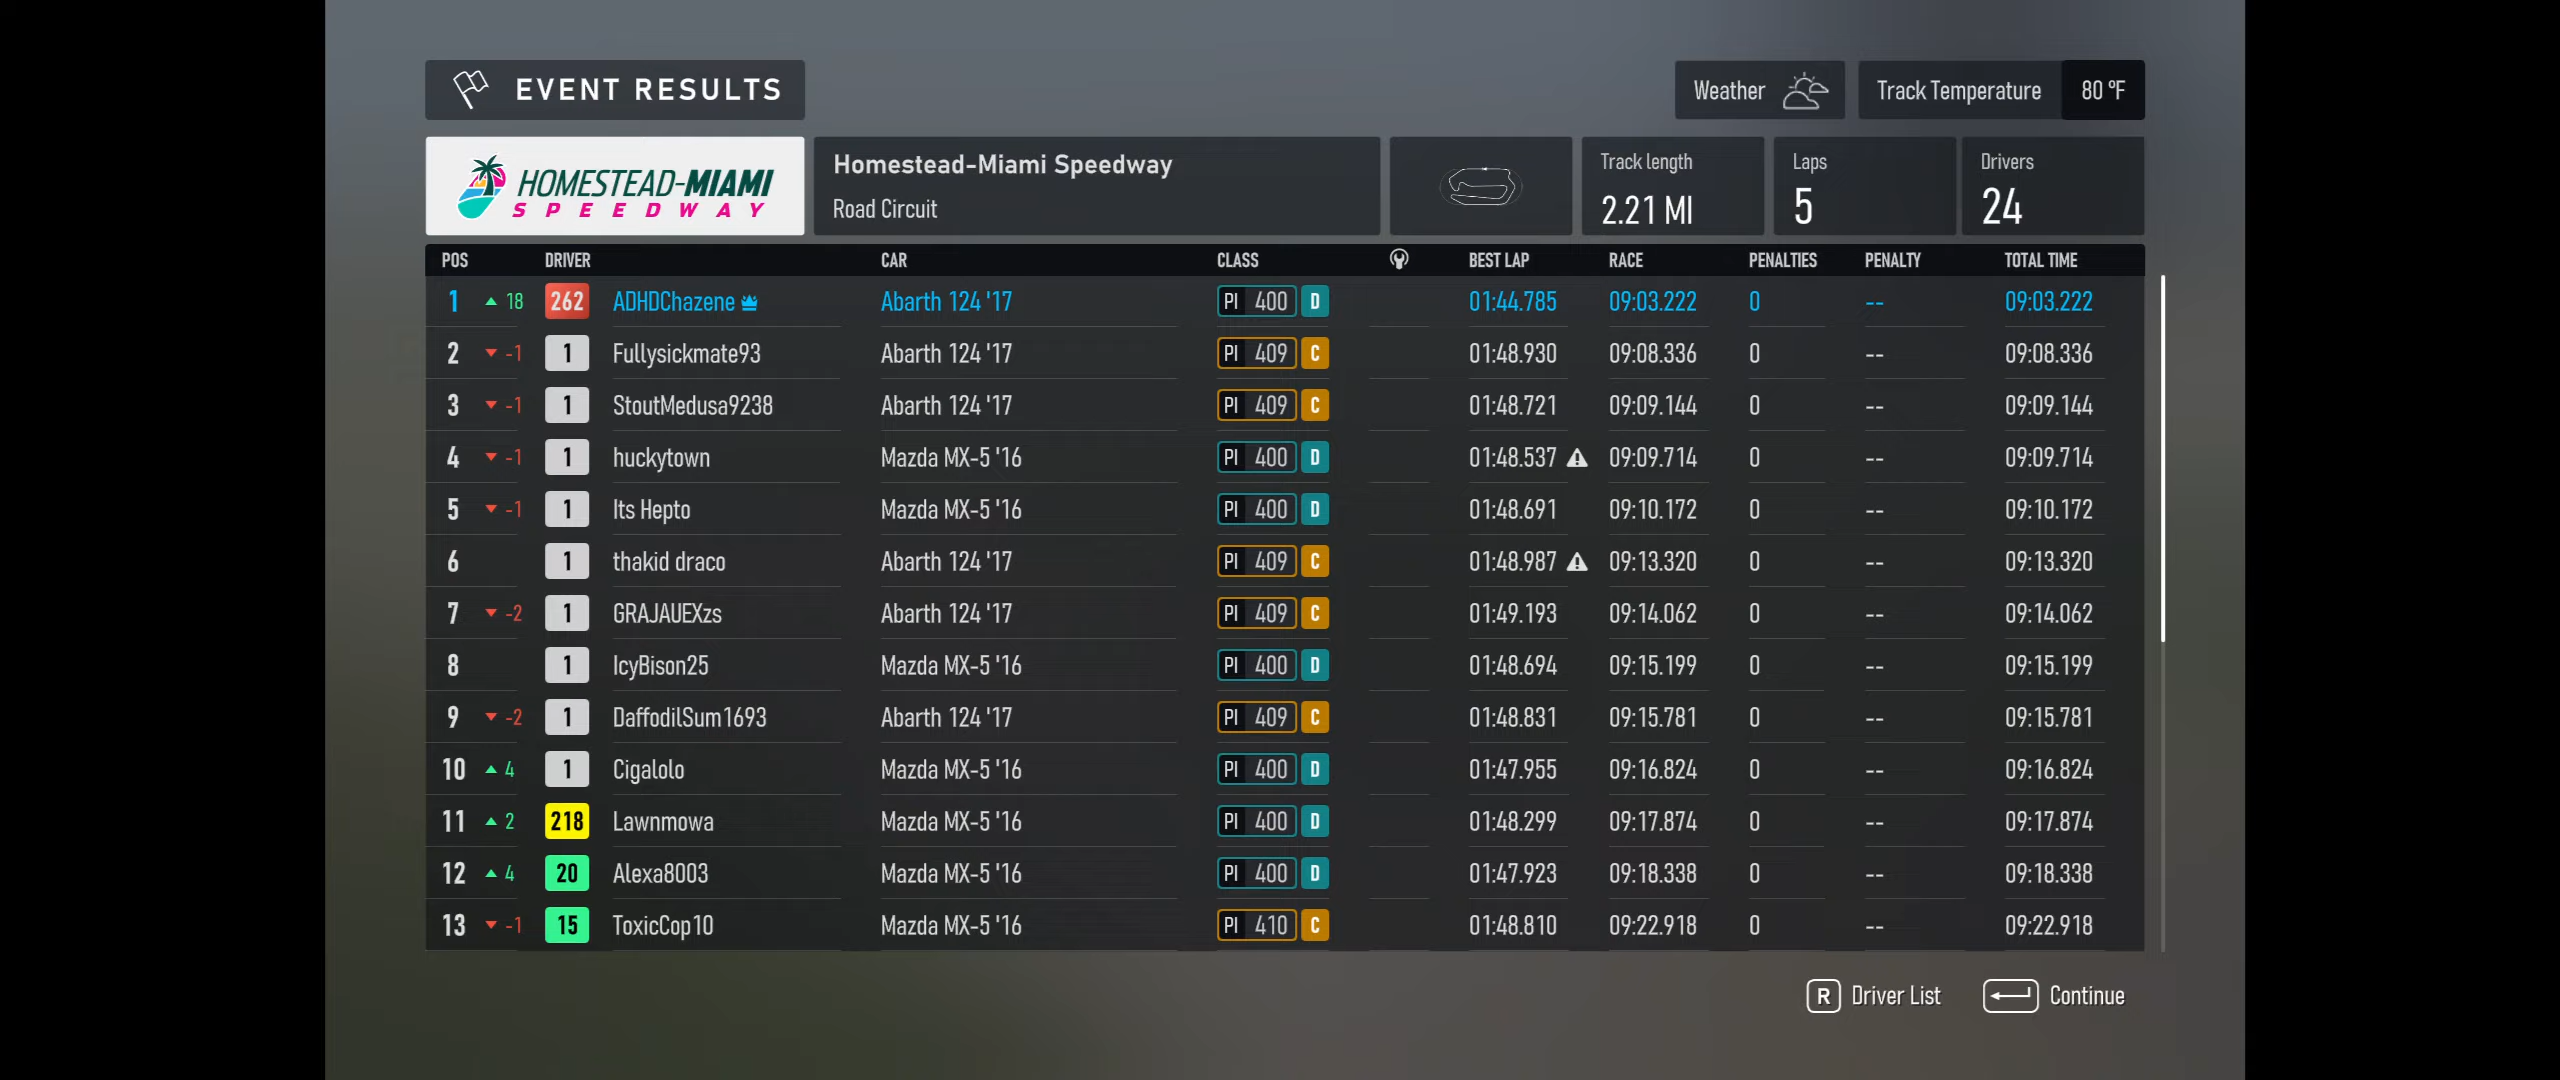 EVENT RESULTS
Weather
Track Temperature 80 °F
HOMESTEAD-MIAMI
SPEEDWAY
Homestead-Miami Speedway
Road Circuit
Track length
2.21 MI
Laps
5
Drivers
24
POS DRIVER CAR CLASS BEST LAP RACE PENALTIES PENALTY TOTAL TIME
1 ▲ 18 262 ADHDChazene Abarth 124 '17 PI 400 D 01:44.785 09:03.222 0 -- 09:03.222
2 ▼ -1 1 Fullysickmate93 Abarth 124 '17 PI 409 C 01:48.930 09:08.336 0 -- 09:08.336
3 ▼ -1 1 StoutMedusa9238 Abarth 124 '17 PI 409 C 01:48.721 09:09.144 0 -- 09:09.144
4 ▼ -1 1 huckytown Mazda MX-5 '16 PI 400 D 01:48.537 09:09.714 0 -- 09:09.714
5 ▼ -1 1 Its Hepto Mazda MX-5 '16 PI 400 D 01:48.691 09:10.172 0 -- 09:10.172
6 1 thakid draco Abarth 124 '17 PI 409 C 01:48.987 09:13.320 0 -- 09:13.320
7 ▼ -2 1 GRAJAUEXzs Abarth 124 '17 PI 409 C 01:49.193 09:14.062 0 -- 09:14.062
8 1 IcyBison25 Mazda MX-5 '16 PI 400 D 01:48.694 09:15.199 0 -- 09:15.199
9 ▼ -2 1 DaffodilSum1693 Abarth 124 '17 PI 409 C 01:48.831 09:15.781 0 -- 09:15.781
10 ▲ 4 1 Cigalolo Mazda MX-5 '16 PI 400 D 01:47.955 09:16.824 0 -- 09:16.824
11 ▲ 2 218 Lawnmowa Mazda MX-5 '16 PI 400 D 01:48.299 09:17.874 0 -- 09:17.874
12 ▲ 4 20 Alexa8003 Mazda MX-5 '16 PI 400 D 01:47.923 09:18.338 0 -- 09:18.338
13 ▼ -1 15 ToxicCop10 Mazda MX-5 '16 PI 410 C 01:48.810 09:22.918 0 -- 09:22.918
R Driver List Continue